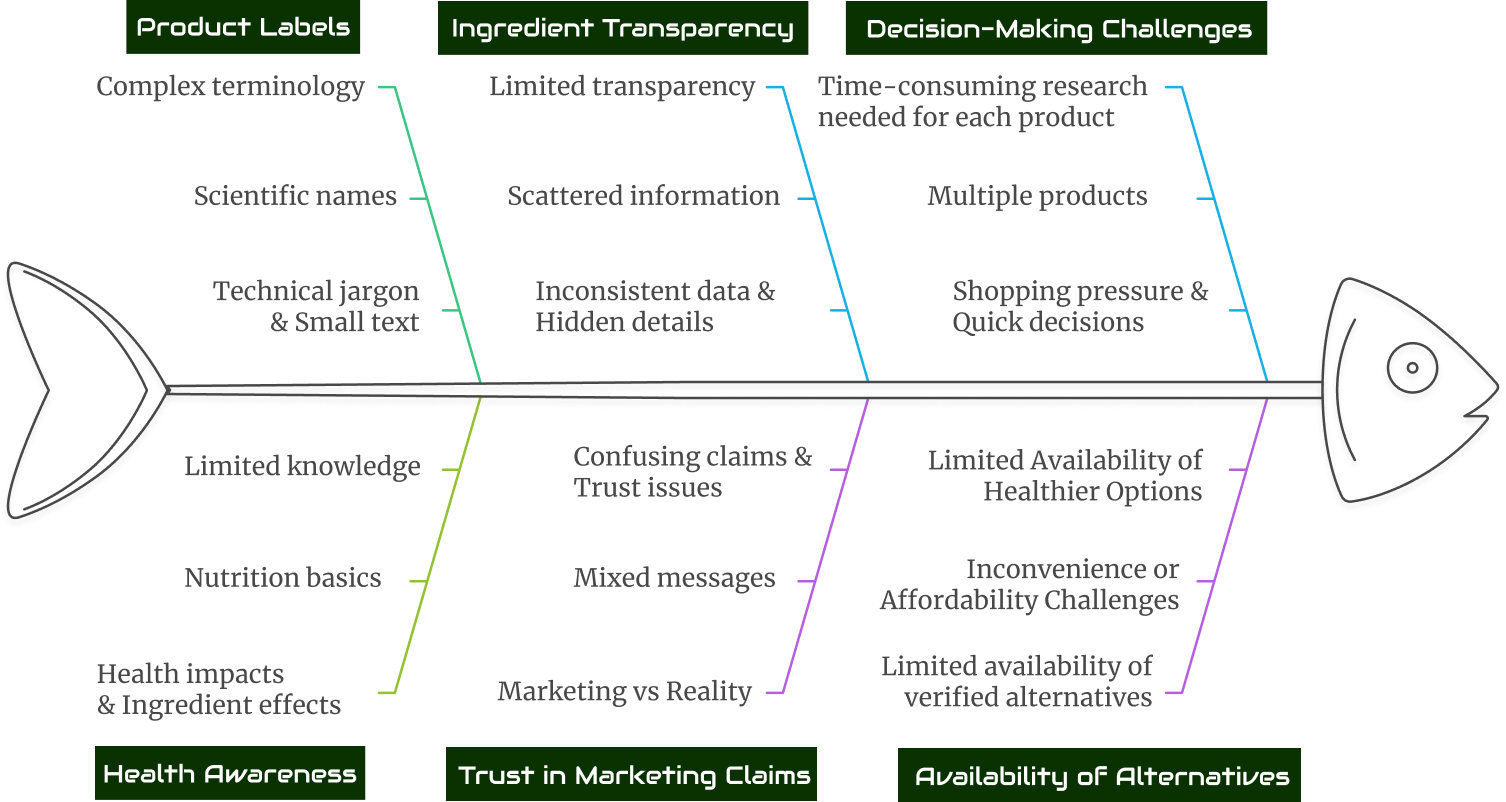 Product Labels
Ingredient Transparency
Decision-Making Challenges
Complex terminology
Scientific names
Technical jargon
& Small text
Limited transparency
Scattered information
Inconsistent data &
Hidden details
Time-consuming research
needed for each product
Multiple products
Shopping pressure &
Quick decisions
Limited knowledge
Nutrition basics
Health impacts
& Ingredient effects
Confusing claims &
Trust issues
Mixed messages
Marketing vs Reality
Limited Availability of
Healthier Options
Inconvenience or
Affordability Challenges
Limited availability of
verified alternatives
Health Awareness
Trust in Marketing Claims
Availability of Alternatives